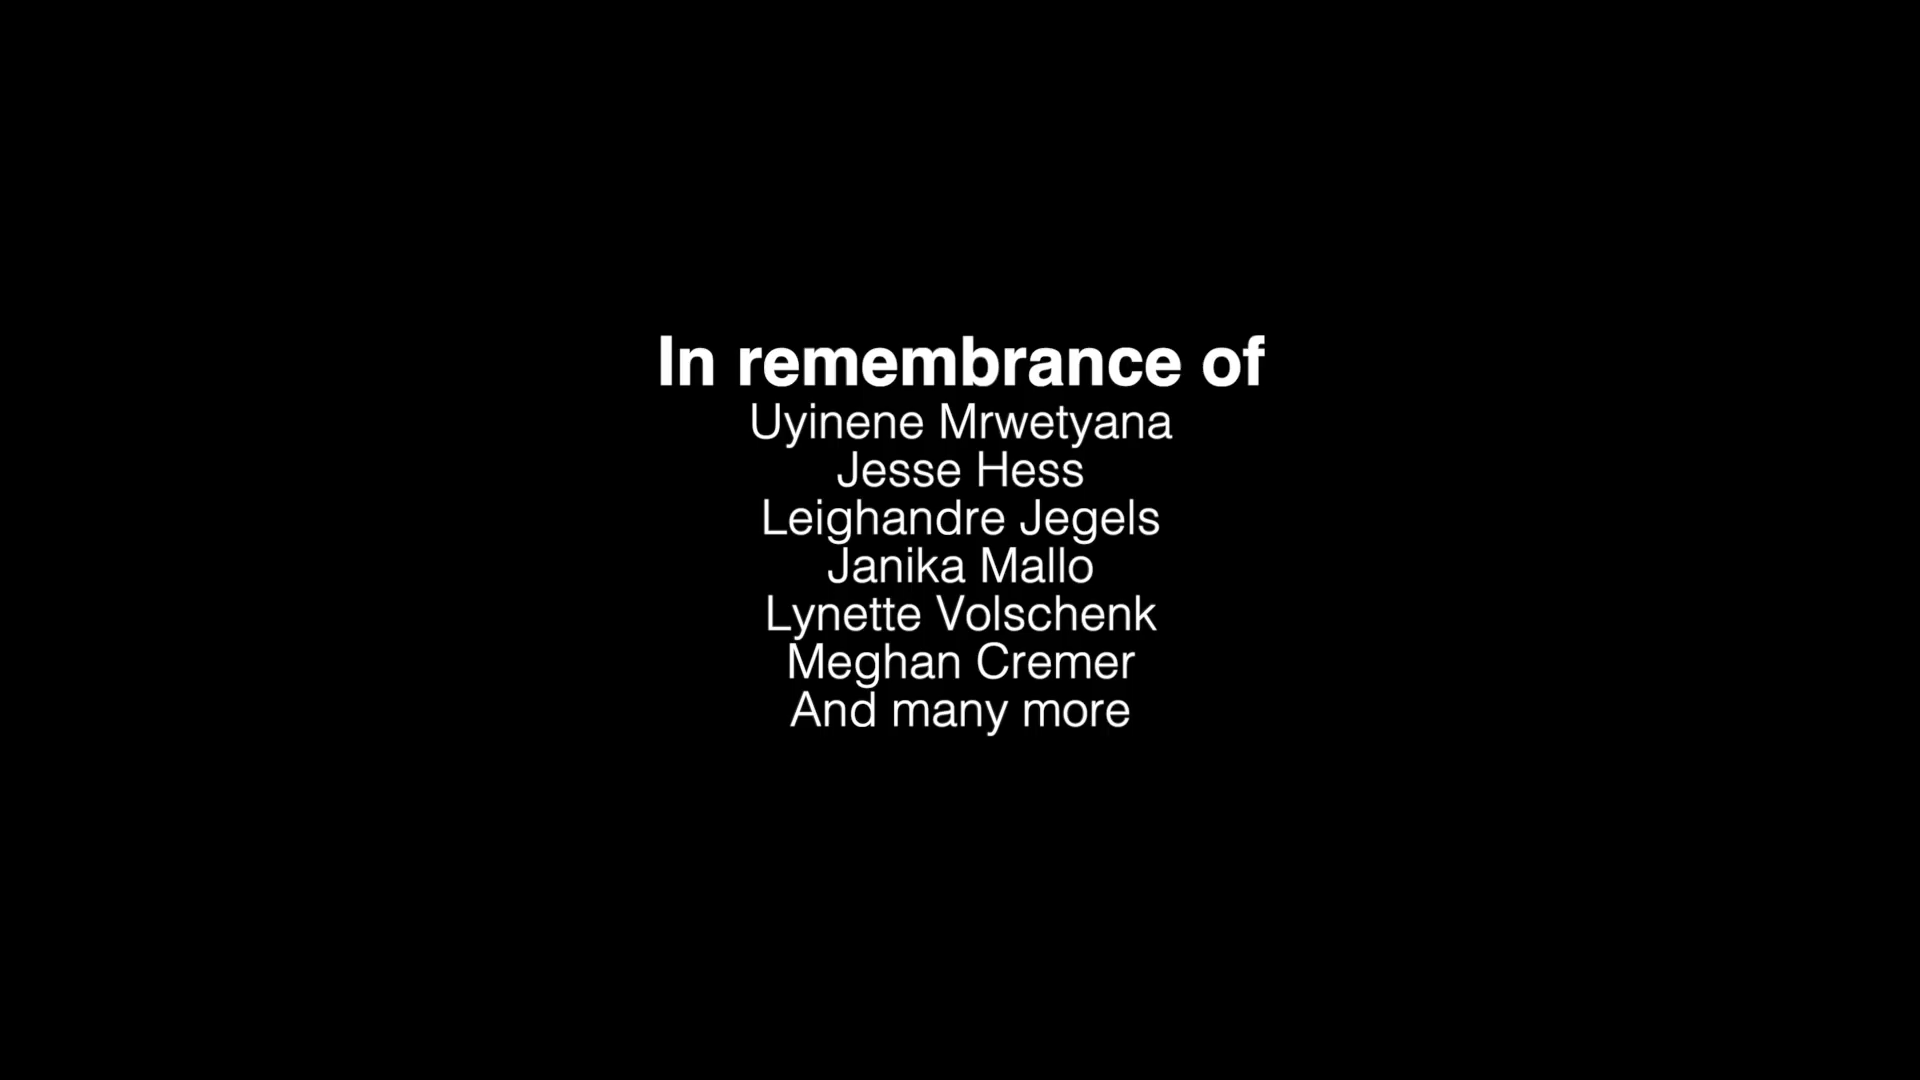 In remembrance of
Uyinene Mrwetyana
Jesse Hess
Leighandre Jegels
Janika Mallo
Lynette Volschenk
Meghan Cremer
And many more